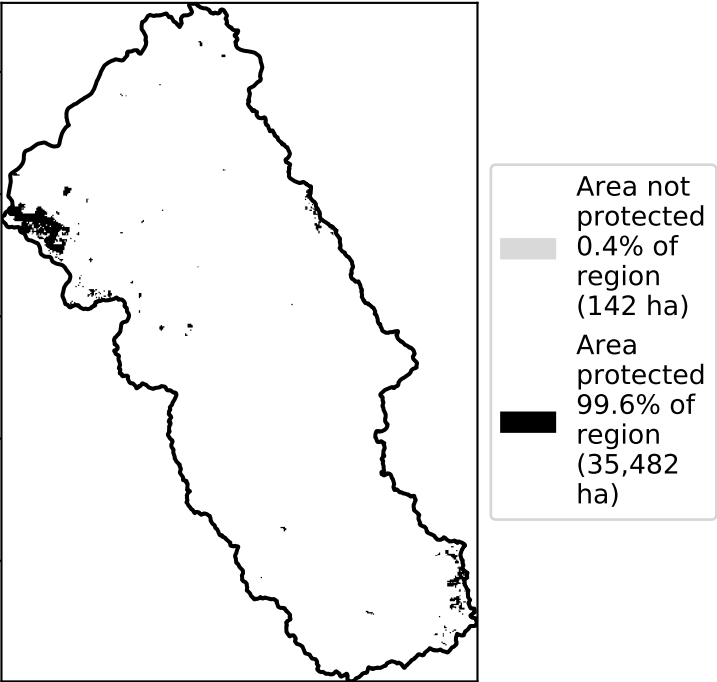 Area not
protected
0.4% of
region
(142 ha)
Area
protected
99.6% of
region
(35,482
ha)